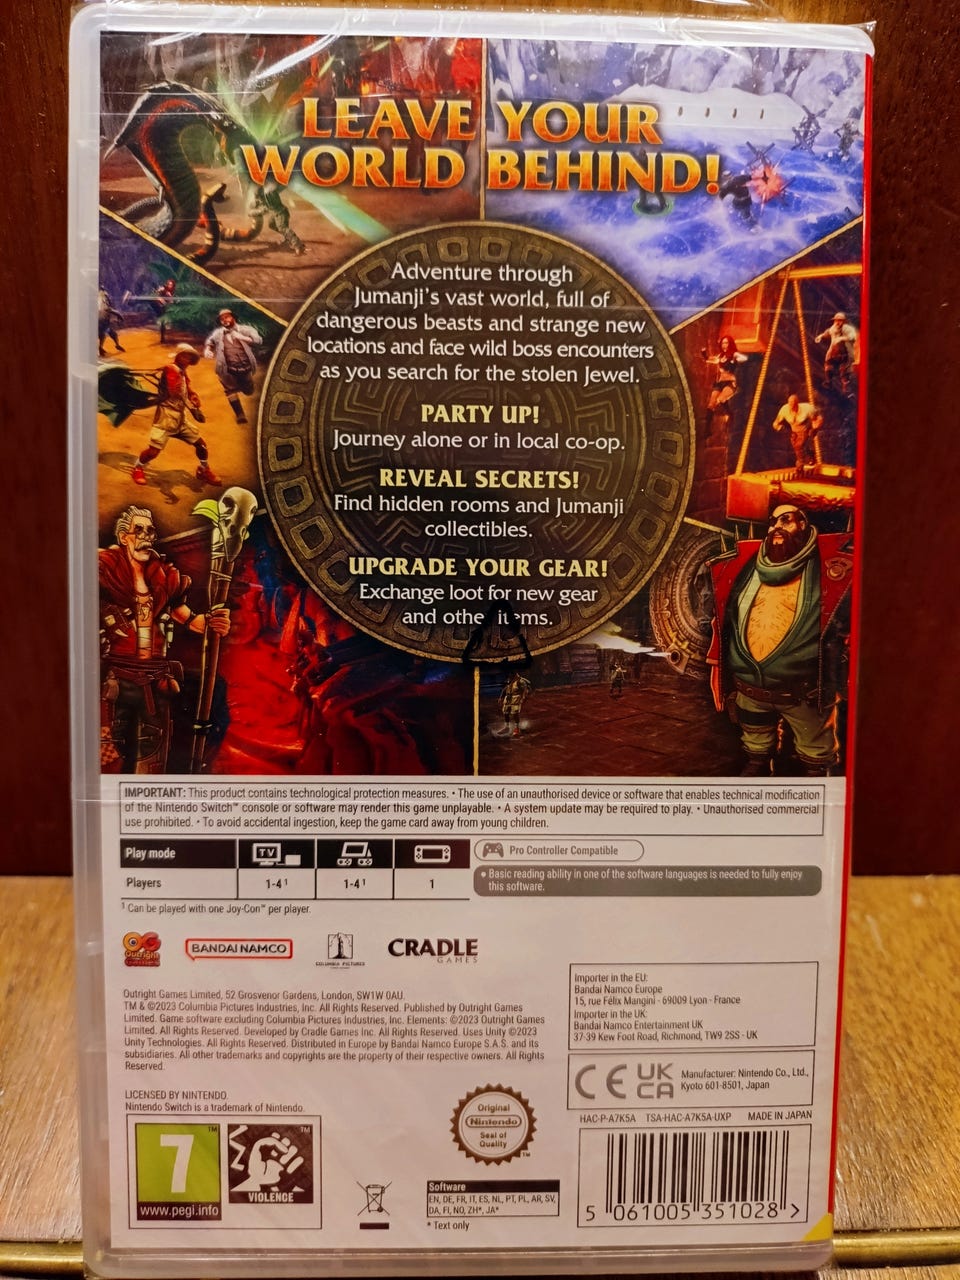 LEAVE YOUR
WORLD BEHIND!
Adventure through
Jumanji's vast world, full of
dangerous beasts and strange new
locations and face wild boss encounters
as you search for the stolen Jewel.
PARTY UP!
Journey alone or in local co-op.
REVEAL SECRETS!
Find hidden rooms and Jumanji
collectibles.
UPGRADE YOUR GEAR!
Exchange loot for new gear
and other items.
IMPORTANT: This product contains technological protection measures. • The use of an unauthorised device or software that enables technical modification
of the Nintendo Switch™ console or software may render this game unplayable. • A system update may be required to play. • Unauthorised commercial
use prohibited. • To avoid accidental ingestion, keep the game card away from young children.
Play mode TV
Pro Controller Compatible
Players 1-4¹ 1-4¹ 1
• Basic reading ability in one of the software languages is needed to fully enjoy
this software.
¹ Can be played with one Joy-Con™ per player.
OG
Outright
BANDAI NAMCO
COLUMBIA PICTURES
CRADLE
GAMES
Outright Games Limited, 52 Grosvenor Gardens, London, SW1W 0AU.
TM & ©2023 Columbia Pictures Industries, Inc. All Rights Reserved. Published by Outright Games
Limited. Game software excluding Columbia Pictures Industries, Inc. Elements: ©2023 Outright Games
Limited. All Rights Reserved. Developed by Cradle Games Inc. All Rights Reserved. Uses Unity ©2023
Unity Technologies. All Rights Reserved. Distributed in Europe by Bandai Namco Europe S.A.S. and its
subsidiaries. All other trademarks and copyrights are the property of their respective owners. All Rights
Reserved.
Importer in the EU:
Bandai Namco Europe
15, rue Félix Mangini - 69009 Lyon - France
Importer in the UK:
Bandai Namco Entertainment UK
37-39 Kew Foot Road, Richmond, TW9 2SS - UK
CE UK
CA
Manufacturer: Nintendo Co., Ltd.,
Kyoto 601-8501, Japan
LICENSED BY NINTENDO.
Nintendo Switch is a trademark of Nintendo.
HAC-P-A7K5A TSA-HAC-A7K5A-UXP MADE IN JAPAN
7 ™
www.pegi.info
™
VIOLENCE
Original
Nintendo
Seal of
Quality
™
Software
EN, DE, FR, IT, ES, NL, PT, PL, AR, SV,
DA, FI, NO, ZH*, JA*
* Text only
5 061005 351028 >